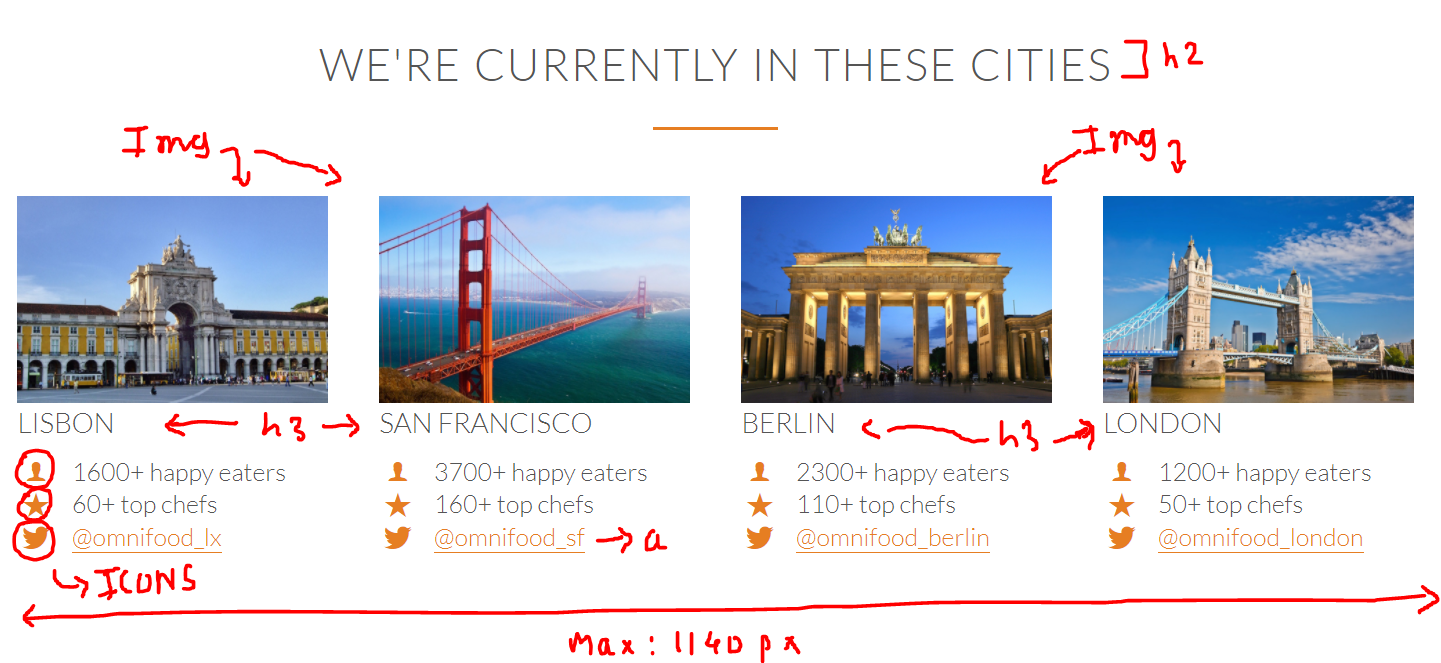 WE'RE CURRENTLY IN THESE CITIES h2
Img Img
LISBON h3 SAN FRANCISCO BERLIN h3 LONDON
1600+ happy eaters 3700+ happy eaters 2300+ happy eaters 1200+ happy eaters
60+ top chefs 160+ top chefs 110+ top chefs 50+ top chefs
@omnifood_lx @omnifood_sf a @omnifood_berlin @omnifood_london
ICONS
Max: 1140px